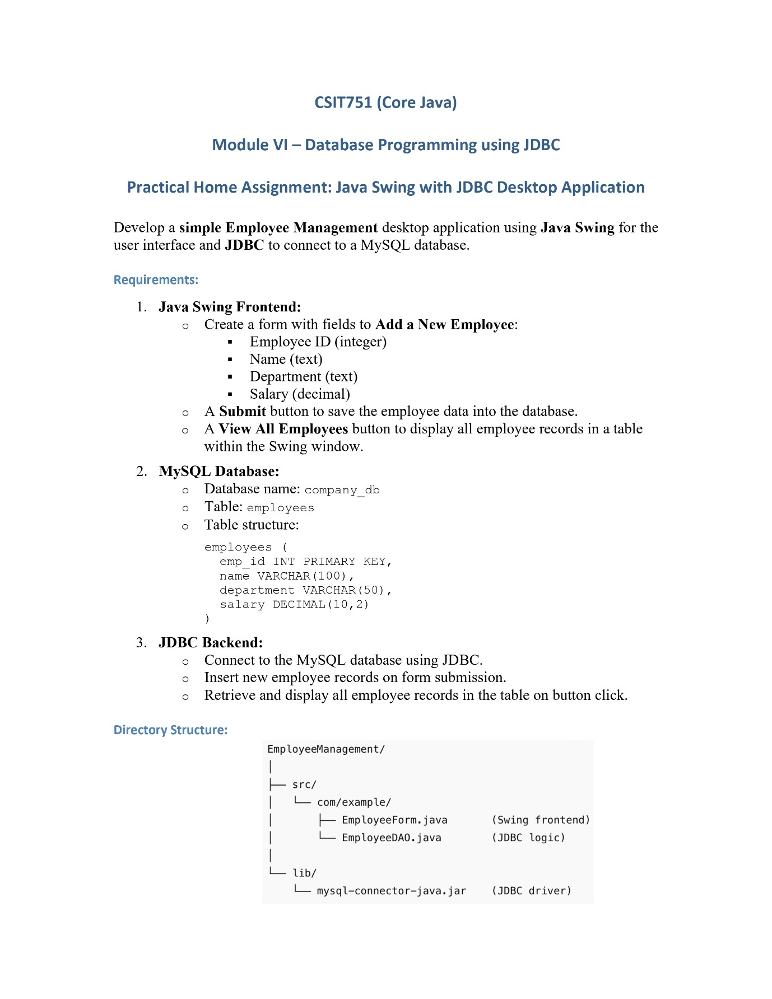 CSIT751 (Core Java)
Module VI – Database Programming using JDBC
Practical Home Assignment: Java Swing with JDBC Desktop Application
Develop a simple Employee Management desktop application using Java Swing for the
user interface and JDBC to connect to a MySQL database.
Requirements:
1. Java Swing Frontend:
o Create a form with fields to Add a New Employee:
▪ Employee ID (integer)
▪ Name (text)
▪ Department (text)
▪ Salary (decimal)
o A Submit button to save the employee data into the database.
o A View All Employees button to display all employee records in a table
within the Swing window.
2. MySQL Database:
o Database name: company_db
o Table: employees
o Table structure:
employees (
  emp_id INT PRIMARY KEY,
  name VARCHAR(100),
  department VARCHAR(50),
  salary DECIMAL(10,2)
)
3. JDBC Backend:
o Connect to the MySQL database using JDBC.
o Insert new employee records on form submission.
o Retrieve and display all employee records in the table on button click.
Directory Structure:
EmployeeManagement/
│
├── src/
│   └── com/example/
│       ├── EmployeeForm.java       (Swing frontend)
│       └── EmployeeDAO.java        (JDBC logic)
│
└── lib/
    └── mysql-connector-java.jar    (JDBC driver)